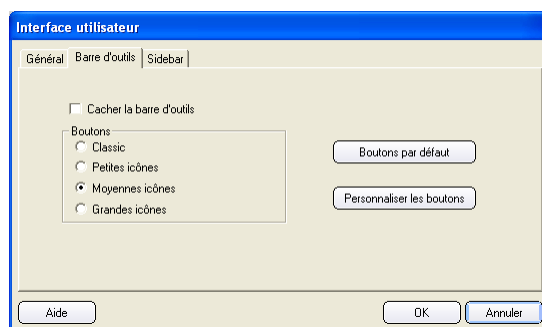 Interface utilisateur
Général Barre d'outils Sidebar
Cacher la barre d'outils
Boutons
Classic
Petites icônes
Moyennes icônes
Grandes icônes
Boutons par défaut
Personnaliser les boutons
Aide OK Annuler